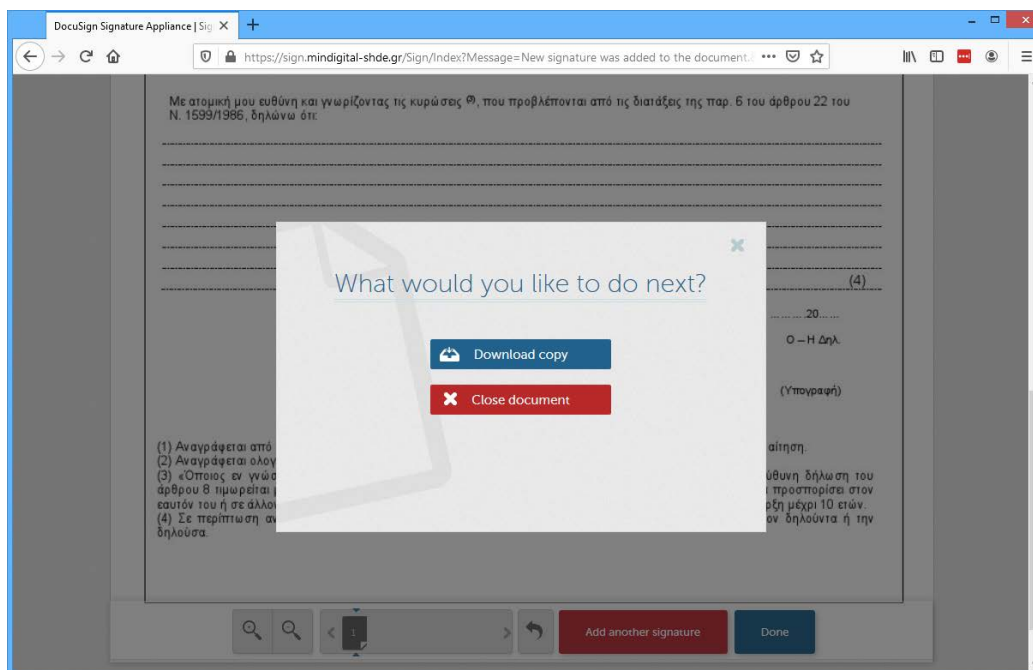 DocuSign Signature Appliance | Sig
https://sign.mindigital-shde.gr/Sign/Index?Message=New signature was added to the document.
Με ατομική μου ευθύνη και γνωρίζοντας τις κυρώσεις (3), που προβλέπονται από τις διατάξεις της παρ. 6 του άρθρου 22 του
Ν. 1599/1986, δηλώνω ότι:
What would you like to do next?
(4)
20
Ο – Η Δηλ.
Download copy
Close document
(Υπογραφή)
(1) Αναγράφεται από αίτηση.
(2) Αναγράφεται ολογ
(3) «Όποιος εν γνώσ ύθυνη δήλωση του
άρθρου 8 τιμωρείται προσπορίσει στον
εαυτόν του ή σε άλλον ρξη μέχρι 10 ετών.
(4) Σε περίπτωση αν ον δηλούντα ή την
δηλούσα.
1
Add another signature
Done